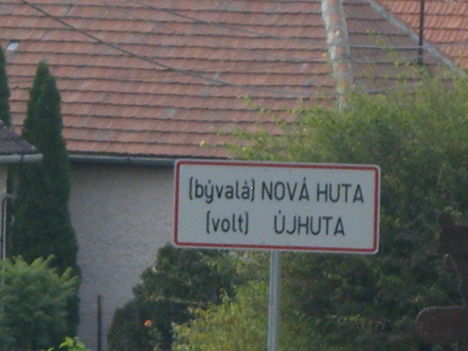 (bývalá) NOVÁ HUTA
(volt) ÚJHUTA